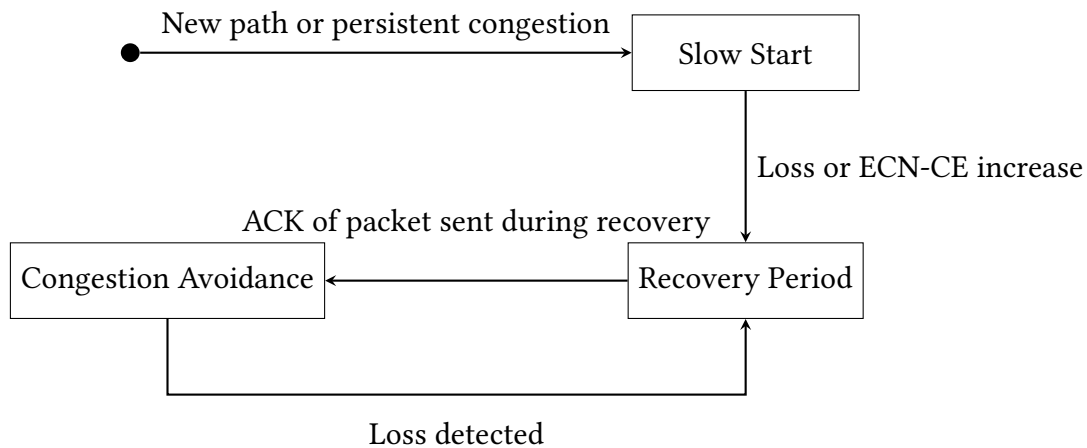 New path or persistent congestion
Slow Start
Loss or ECN-CE increase
ACK of packet sent during recovery
Congestion Avoidance
Recovery Period
Loss detected